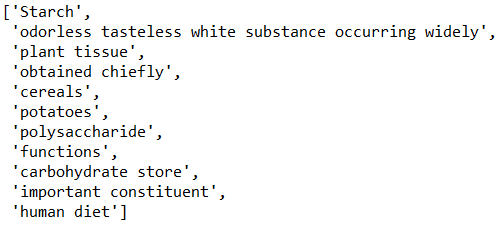 ['Starch',
'odorless tasteless white substance occurring widely',
'plant tissue',
'obtained chiefly',
'cereals',
'potatoes',
'polysaccharide',
'functions',
'carbohydrate store',
'important constituent',
'human diet']